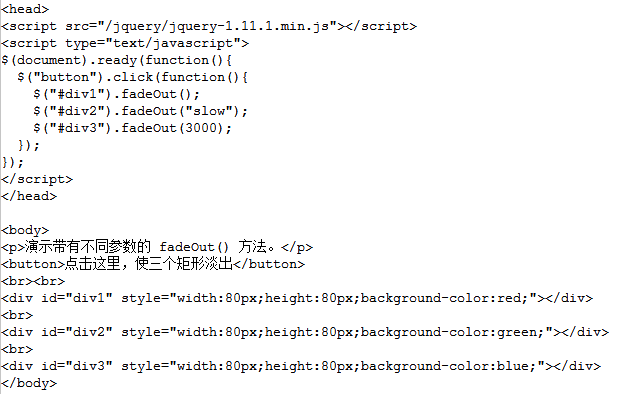 <head>
<script src="/jquery/jquery-1.11.1.min.js"></script>
<script type="text/javascript">
$(document).ready(function(){
  $("button").click(function(){
    $("#div1").fadeOut();
    $("#div2").fadeOut("slow");
    $("#div3").fadeOut(3000);
  });
});
</script>
</head>

<body>
<p>演示带有不同参数的 fadeOut() 方法。</p>
<button>点击这里，使三个矩形淡出</button>
<br><br>
<div id="div1" style="width:80px;height:80px;background-color:red;"></div>
<br>
<div id="div2" style="width:80px;height:80px;background-color:green;"></div>
<br>
<div id="div3" style="width:80px;height:80px;background-color:blue;"></div>
</body>